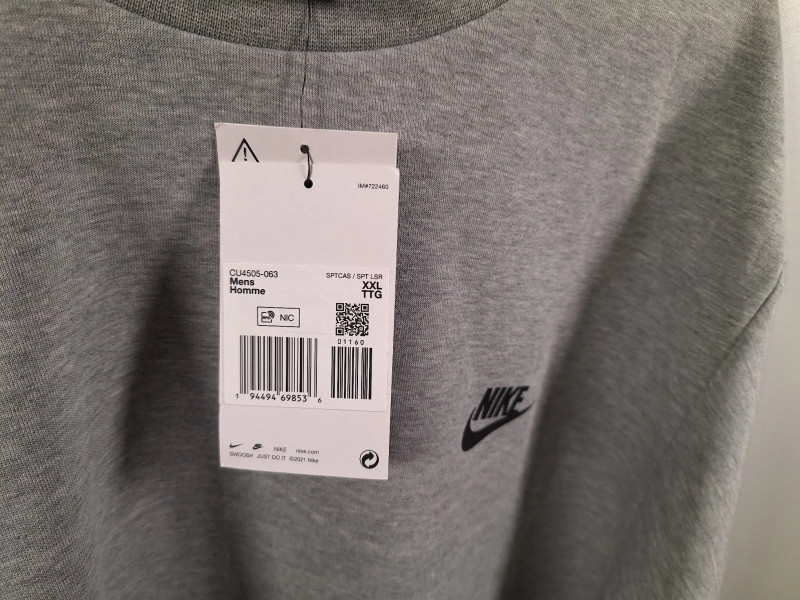 IM#722460
CU4505-063
SPTCAS / SPT LSR
Mens
XXL
Homme
TTG
NIC
01160
1 94494 69853 6
NIKE nike.com
SWOOSH JUST DO IT ©2021 Nike
NIKE